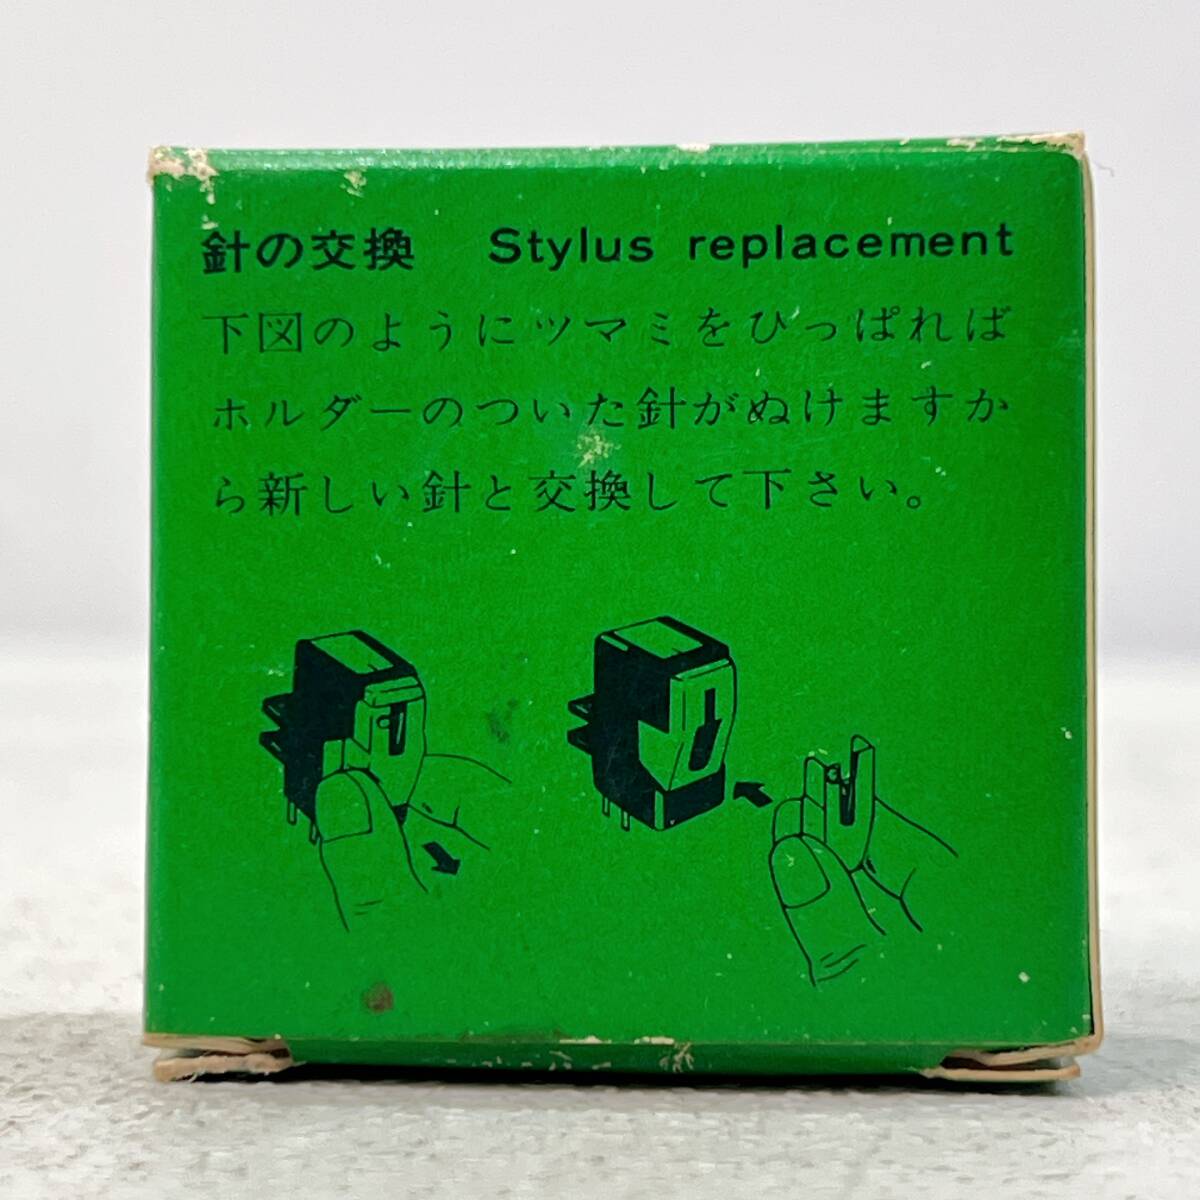 針の交換 Stylus replacement
下図のようにツマミをひっぱれば
ホルダーのついた針がぬけますか
ら新しい針と交換して下さい。